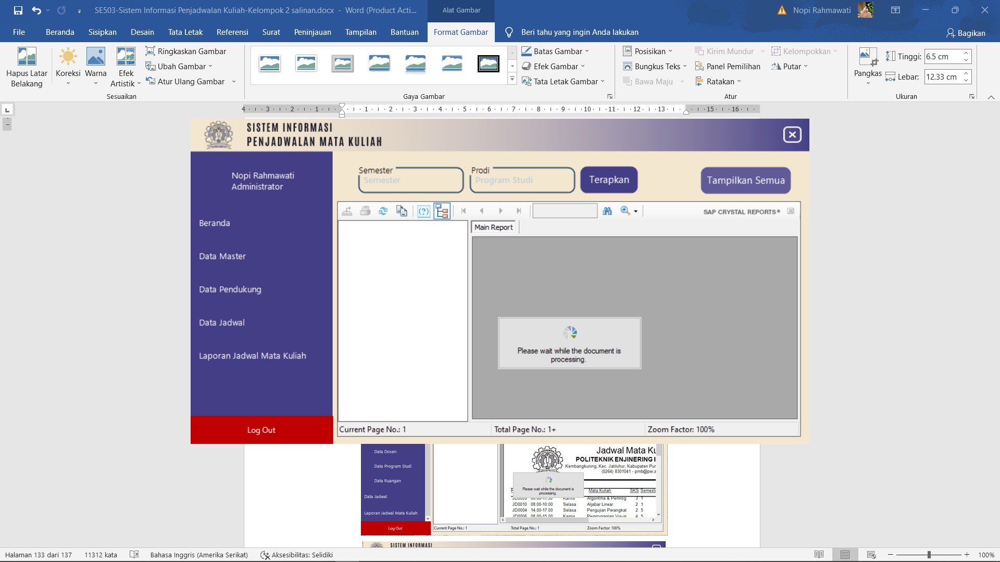 SE503-Sistem Informasi Penjadwalan Kuliah-Kelompok 2 salinan.docx - Word (Product Acti...
Alat Gambar
Nopi Rahmawati
File Beranda Sisipkan Desain Tata Letak Referensi Surat Peninjauan Tampilan Bantuan Format Gambar Beri tahu yang ingin Anda lakukan Bagikan
Hapus Latar Belakang
Koreksi
Warna
Efek Artistik
Ringkaskan Gambar
Ubah Gambar
Atur Ulang Gambar
Sesuaikan
Gaya Gambar
Batas Gambar
Efek Gambar
Tata Letak Gambar
Posisikan
Bungkus Teks
Bawa Maju
Kirim Mundur
Panel Pemilihan
Ratakan
Kelompokkan
Putar
Atur
Pangkas
Tinggi: 6.5 cm
Lebar: 12.33 cm
Ukuran
4 3 2 1 1 2 3 4 5 6 7 8 9 10 11 12 13 15 16
SISTEM INFORMASI
PENJADWALAN MATA KULIAH
Nopi Rahmawati
Administrator
Beranda
Data Master
Data Pendukung
Data Jadwal
Laporan Jadwal Mata Kuliah
Log Out
Semester
Semester
Prodi
Program Studi
Terapkan
Tampilkan Semua
SAP CRYSTAL REPORTS®
Main Report
Please wait while the document is
processing.
Current Page No.: 1
Total Page No.: 1+
Zoom Factor: 100%
Data Dosen
Data Program Studi
Data Ruangan
Data Jadwal
Laporan Jadwal Mata Kuliah
Log Out
Jadwal Mata Ku
POLITEKNIK ENJINERING I
Kembangkuning, Kec. Jatiluhur, Kabupaten Pur
(0264) 8301041 - pmb@pei.a
Please wait while the document is
processing.
Mata Kuliah SKS Semeste
JD0009 08:00-11:30 Kamis Algoritma & Pemrog 3 1
JD0010 08:00-10:00 Selasa Aljabar Linear 2 1
JD0004 14.00-17.00 Selasa Pengujian Perangkat 2 5
JD0006 08.00-15.00 Kamis Pemrograman Visual 4 5
Current Page No.: 1
Total Page No.: 1
Zoom Factor: 100%
SISTEM INFORMASI
Halaman 133 dari 137
11312 kata
Bahasa Inggris (Amerika Serikat)
Aksesibilitas: Selidiki
100%